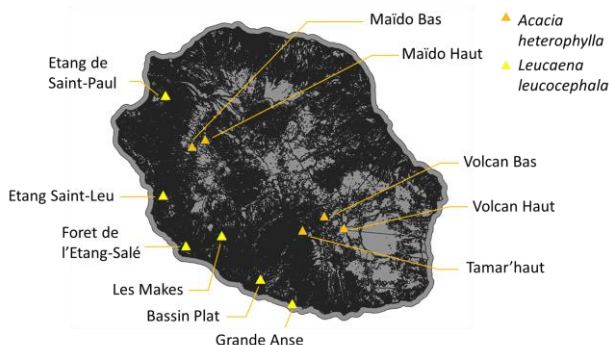 Maïdo Bas
Maïdo Haut
Acacia
heterophylla
Leucaena
leucocephala
Etang de
Saint-Paul
Volcan Bas
Etang Saint-Leu
Volcan Haut
Foret de
l’Etang-Salé
Tamar’haut
Les Makes
Bassin Plat
Grande Anse